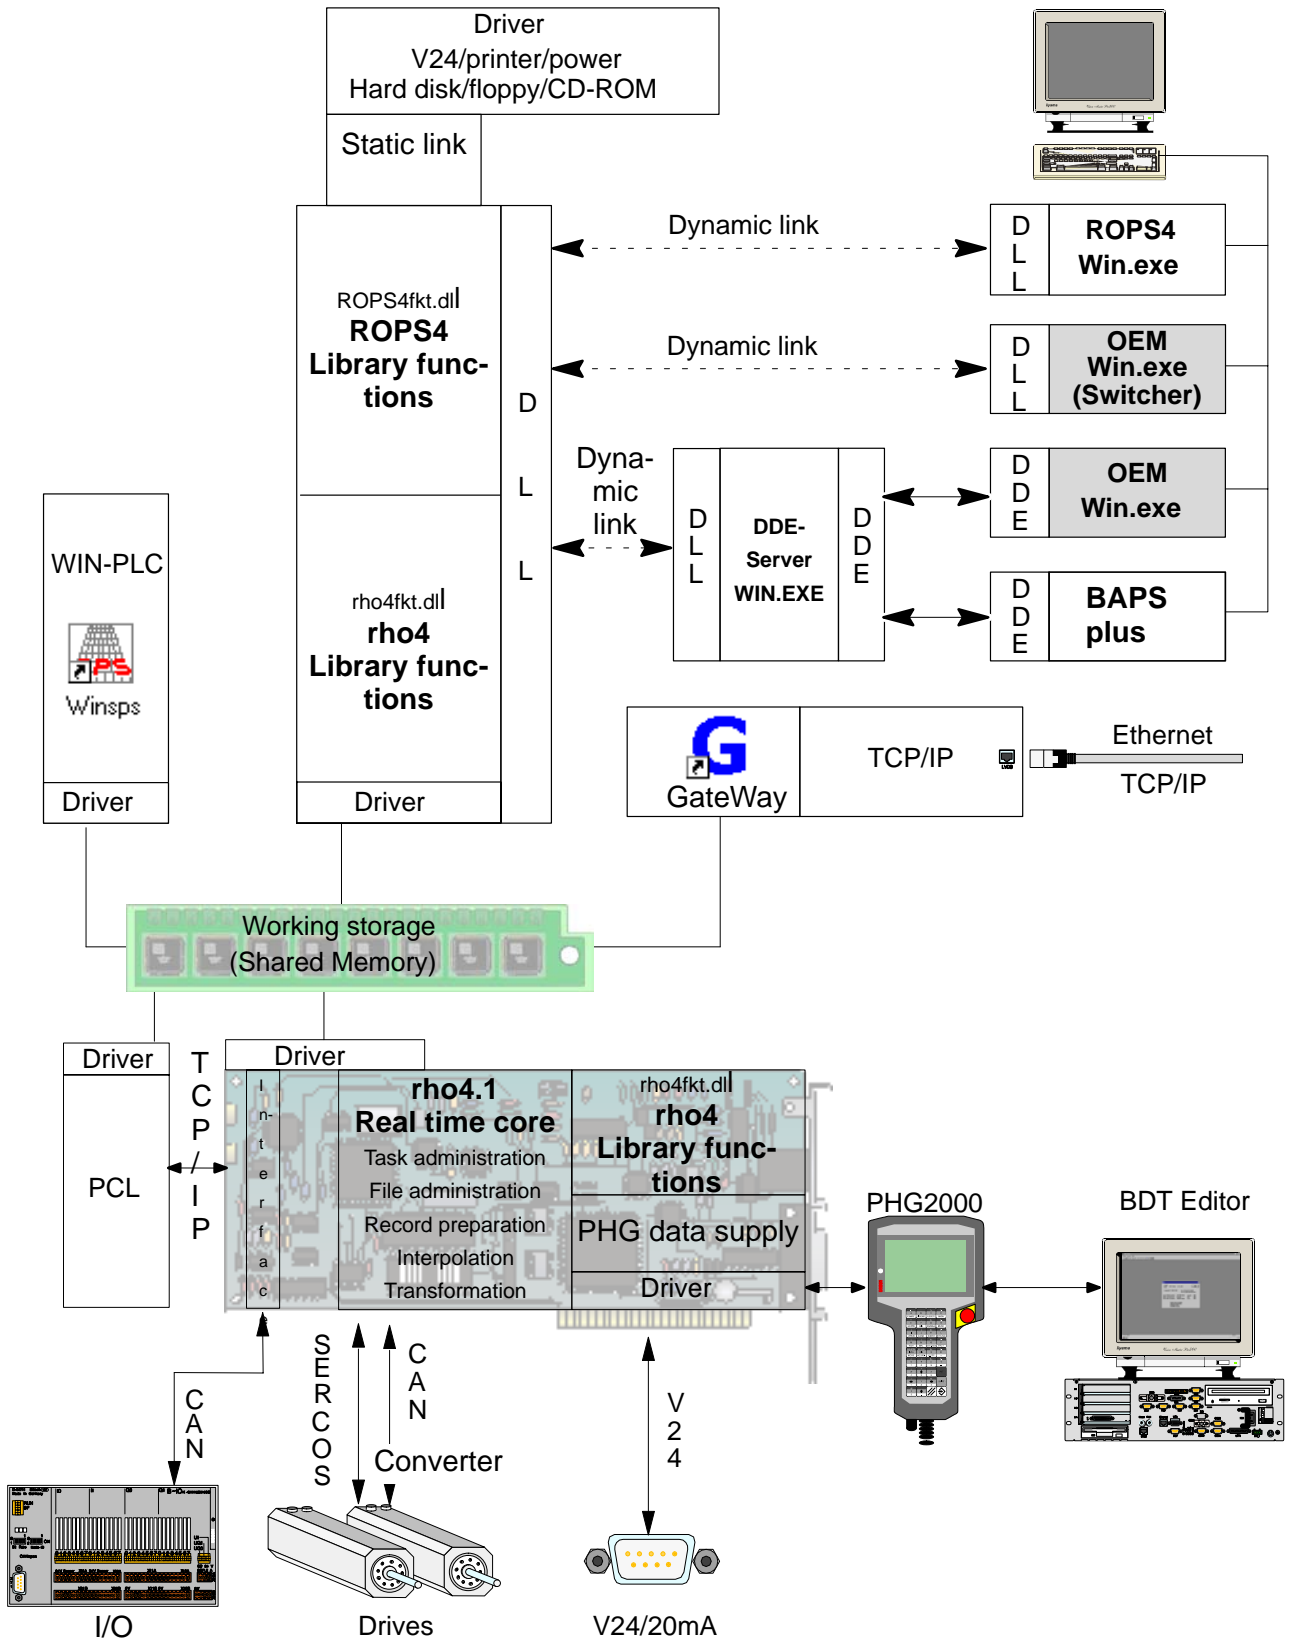 Driver
V24/printer/power
Hard disk/floppy/CD-ROM
Static link
Dynamic link
D
L
L
ROPS4
Win.exe
ROPS4fkt.dll
ROPS4
Library func-
tions
Dynamic link
D
L
L
OEM
Win.exe
(Switcher)
D
L
L
Dyna-
mic
link
D
L
L
DDE-
Server
WIN.EXE
D
D
E
D
D
E
OEM
Win.exe
D
D
E
BAPS
plus
WIN-PLC
Winsps
Driver
rho4fkt.dll
rho4
Library func-
tions
Driver
G
GateWay
TCP/IP
Ethernet
TCP/IP
Working storage
(Shared Memory)
Driver
PCL
T
C
P
/
I
P
Driver
I
n-
t
e
r
f
a
c
e
rho4.1
Real time core
Task administration
File administration
Record preparation
Interpolation
Transformation
rho4fkt.dll
rho4
Library func-
tions
PHG data supply
Driver
PHG2000
BDT Editor
C
A
N
S
E
R
C
O
S
C
A
N
Converter
V
2
4
I/O
Drives
V24/20mA